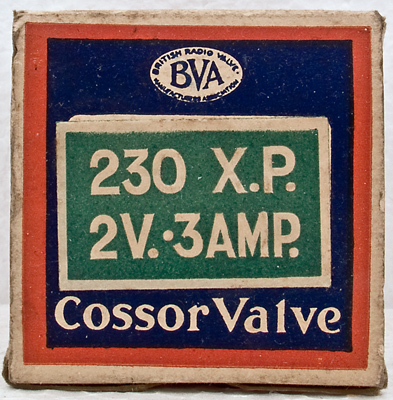 BRITISH RADIO VALVE
BVA
MANUFACTURERS ASSOCIATION
230 X.P.
2V. ·3AMP.
Cossor Valve